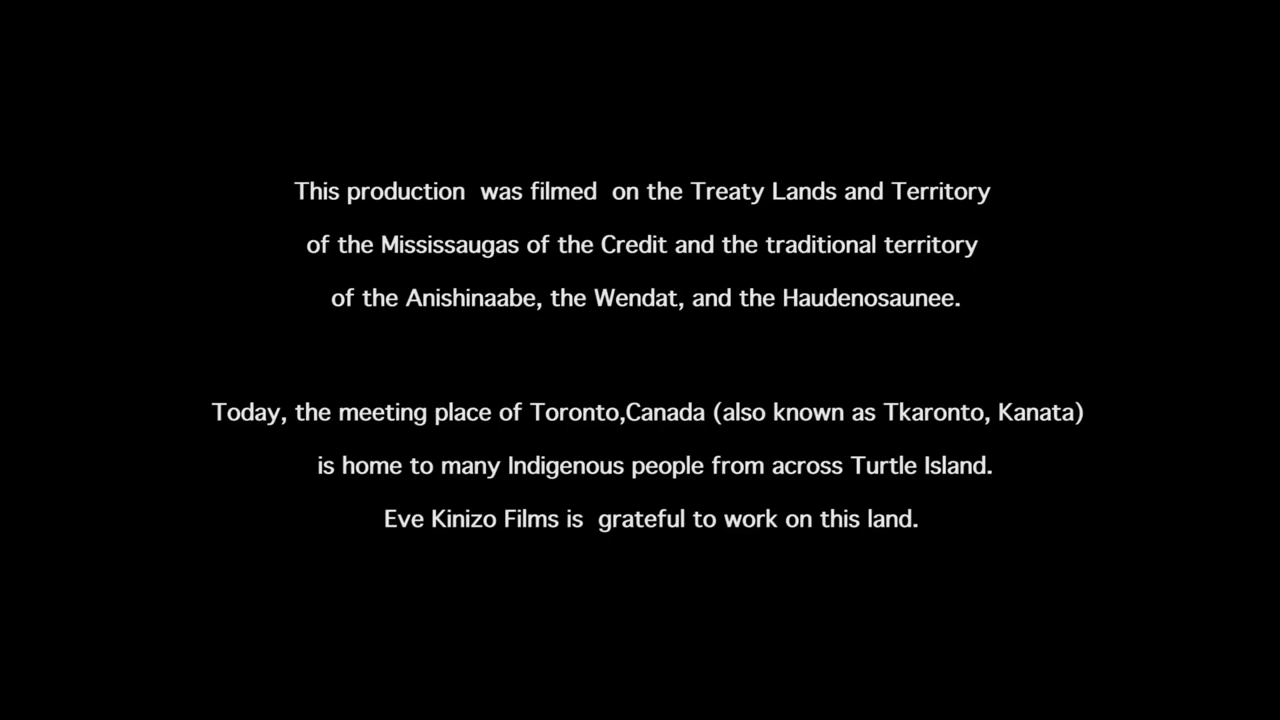 This production  was filmed  on the Treaty Lands and Territory
of the Mississaugas of the Credit and the traditional territory
of the Anishinaabe, the Wendat, and the Haudenosaunee.
Today, the meeting place of Toronto,Canada (also known as Tkaronto, Kanata)
is home to many Indigenous people from across Turtle Island.
Eve Kinizo Films is  grateful to work on this land.